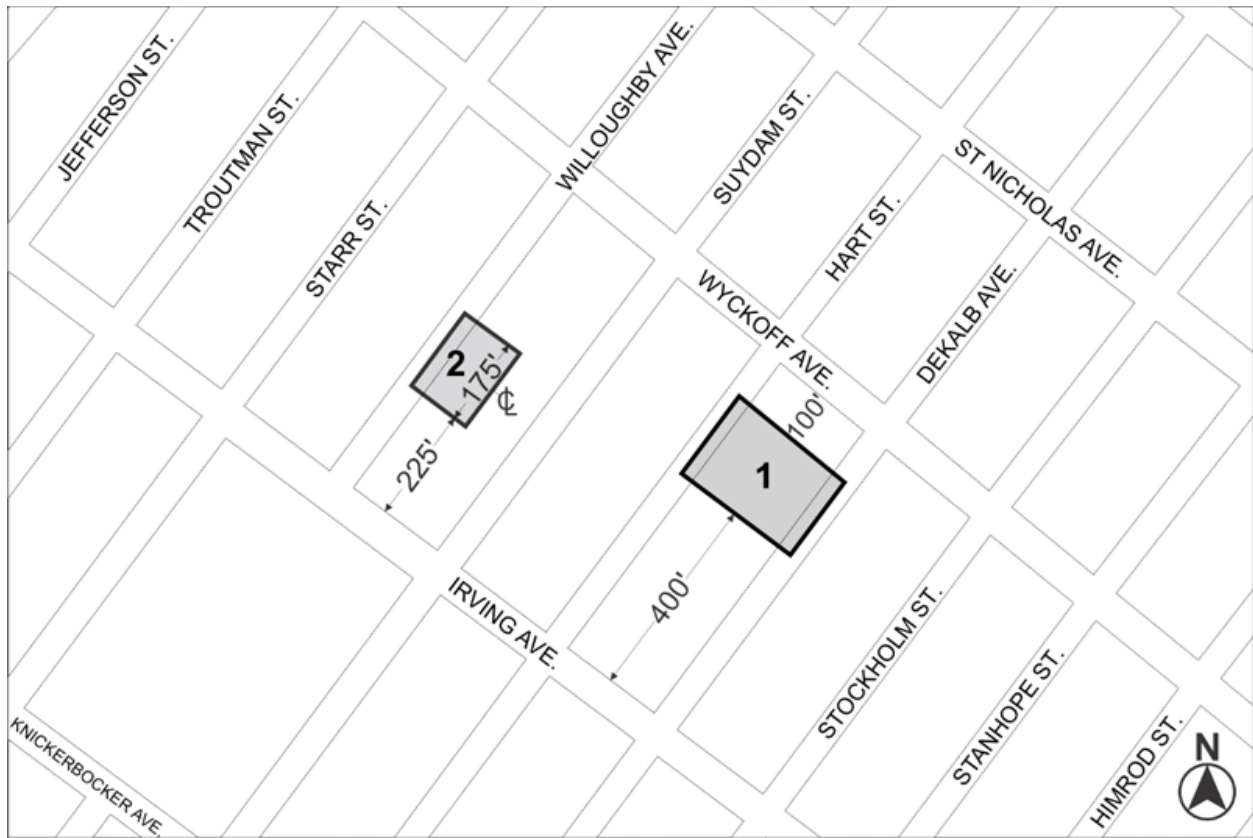 JEFFERSON ST.
TROUTMAN ST.
STARR ST.
WILLOUGHBY AVE.
SUYDAM ST.
HART ST.
ST NICHOLAS AVE.
DEKALB AVE.
WYCKOFF AVE.
2
175'
℄
225'
100'
1
400'
IRVING AVE.
STOCKHOLM ST.
STANHOPE ST.
HIMROD ST.
KNICKERBOCKER AVE.
N